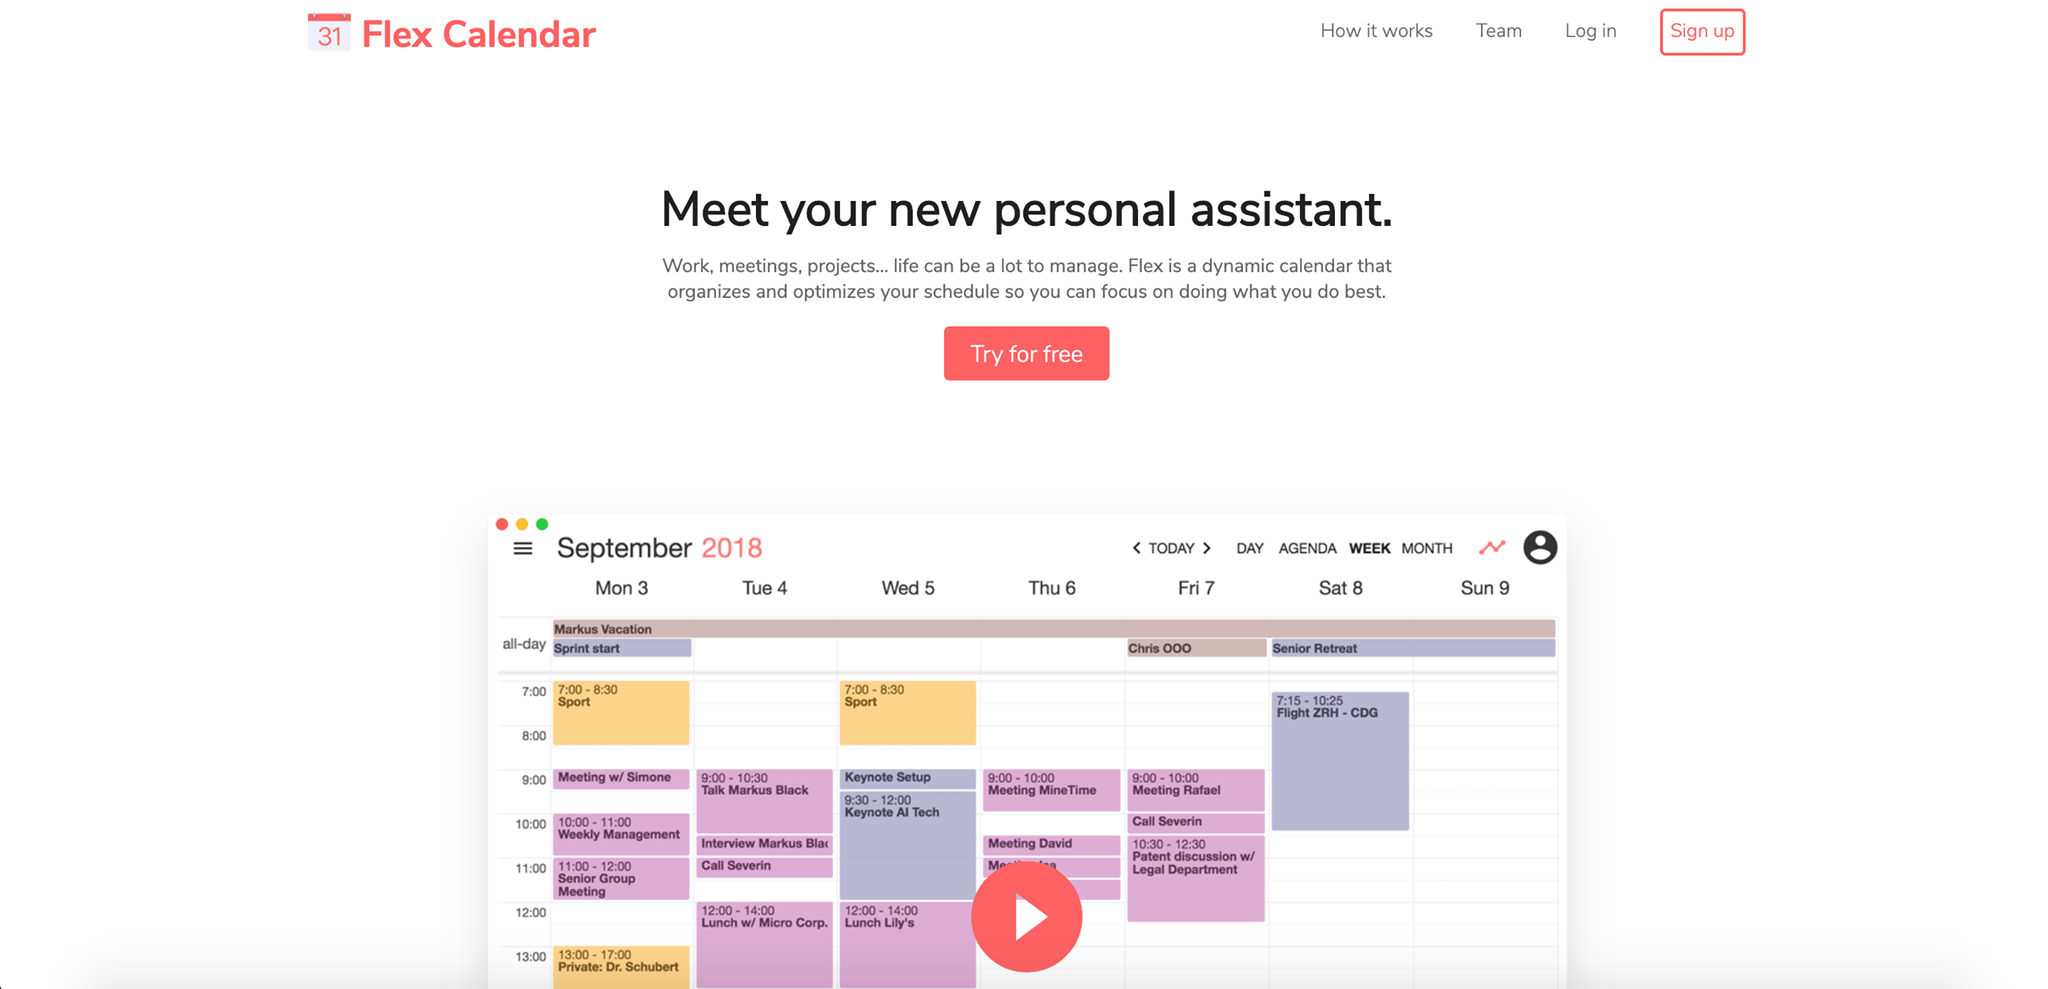 31 Flex Calendar
How it works Team Log in Sign up
Meet your new personal assistant.
Work, meetings, projects... life can be a lot to manage. Flex is a dynamic calendar that
organizes and optimizes your schedule so you can focus on doing what you do best.
Try for free
September 2018
TODAY DAY AGENDA WEEK MONTH
Mon 3 Tue 4 Wed 5 Thu 6 Fri 7 Sat 8 Sun 9
all-day
Markus Vacation
Sprint start
Chris OOO
Senior Retreat
7:00
8:00
9:00
10:00
11:00
12:00
13:00
7:00 - 8:30
Sport
Meeting w/ Simone
10:00 - 11:00
Weekly Management
11:00 - 12:00
Senior Group
Meeting
13:00 - 17:00
Private: Dr. Schubert
9:00 - 10:30
Talk Markus Black
Interview Markus Blac
Call Severin
12:00 - 14:00
Lunch w/ Micro Corp.
7:00 - 8:30
Sport
Keynote Setup
9:30 - 12:00
Keynote AI Tech
12:00 - 14:00
Lunch Lily's
9:00 - 10:00
Meeting MineTime
Meeting David
9:00 - 10:00
Meeting Rafael
Call Severin
10:30 - 12:30
Patent discussion w/
Legal Department
7:15 - 10:25
Flight ZRH - CDG